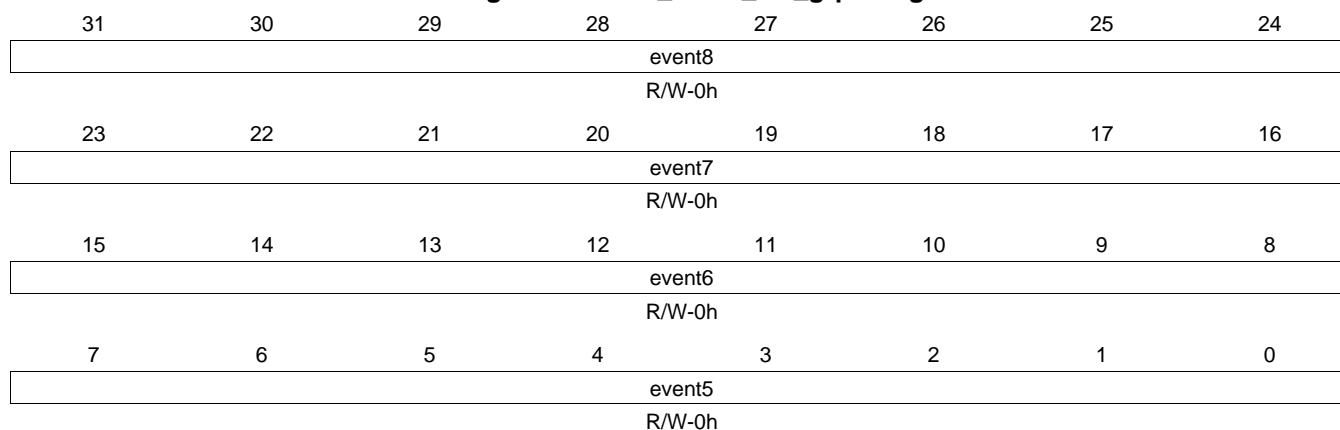 31 30 29 28 27 26 25 24
event8
R/W-0h
23 22 21 20 19 18 17 16
event7
R/W-0h
15 14 13 12 11 10 9 8
event6
R/W-0h
7 6 5 4 3 2 1 0
event5
R/W-0h